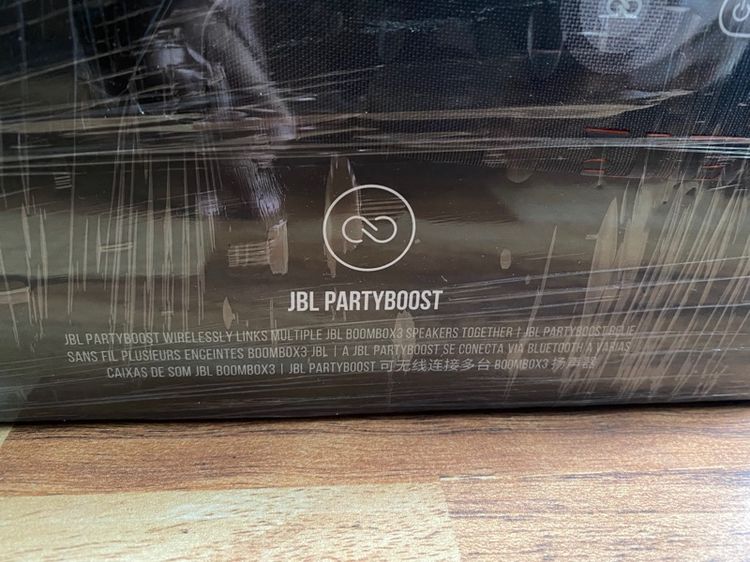 JBL PARTYBOOST
JBL PARTYBOOST WIRELESSLY LINKS MULTIPLE JBL BOOMBOX3 SPEAKERS TOGETHER | JBL PARTYBOOST RELIE
SANS FIL PLUSIEURS ENGEINTES BOOMBOX3 JBL | A JBL PARTYBOOST SE CONECTA VIA BLUETOOTH A VARIAS
CAIXAS DE SOM JBL BOOMBOX3 | JBL PARTYBOOST 可无线连接多台 BOOMBOX3 扬声器